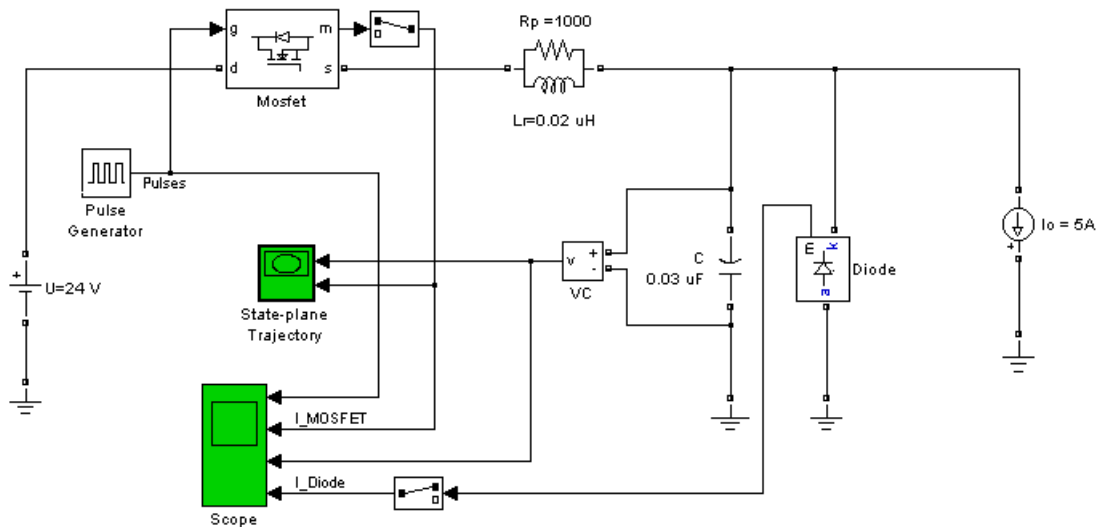 Rp =1000
g
m
d
s
Mosfet
Lr=0.02 uH
Pulses
Pulse
Generator
Io = 5A
+
U=24 V
v
+
-
VC
C
0.03 uF
+
m
k
a
Diode
State-plane
Trajectory
I_MOSFET
I_Diode
Scope